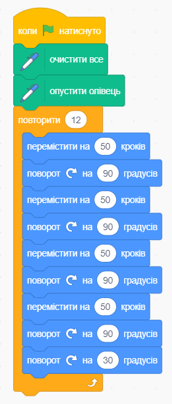 коли натиснуто
очистити все
опустити олівець
повторити 12
перемістити на 50 кроків
поворот на 90 градусів
перемістити на 50 кроків
поворот на 90 градусів
перемістити на 50 кроків
поворот на 90 градусів
перемістити на 50 кроків
поворот на 90 градусів
поворот на 30 градусів